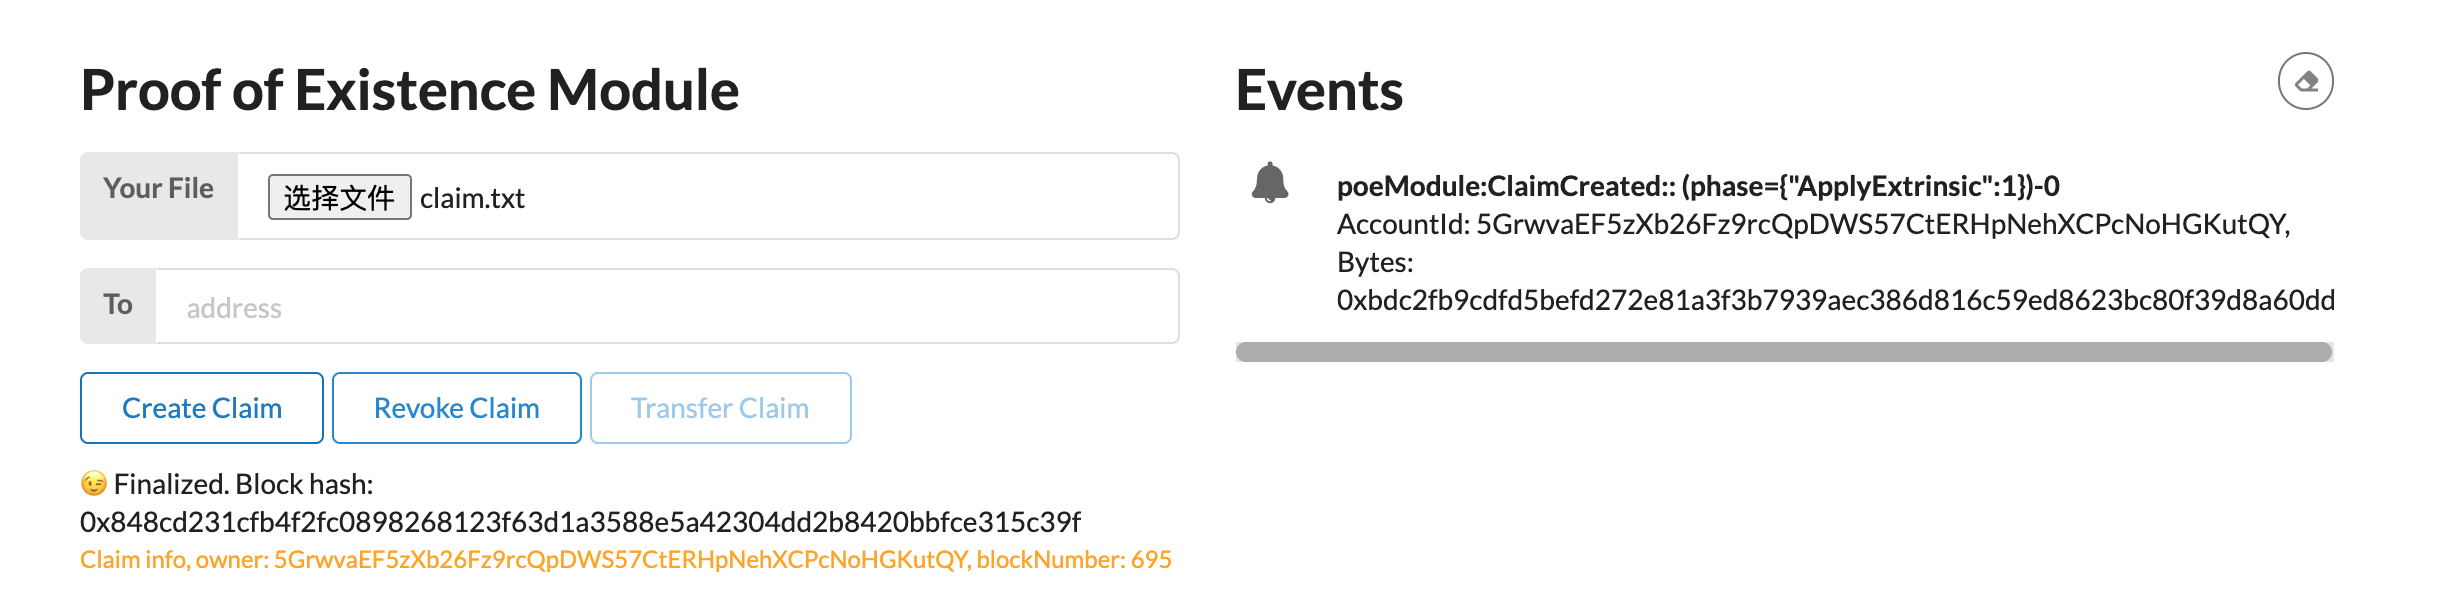 Proof of Existence Module
Your File
选择文件 claim.txt
To
address
Create Claim
Revoke Claim
Transfer Claim
😉 Finalized. Block hash:
0x848cd231cfb4f2fc0898268123f63d1a3588e5a42304dd2b8420bbfce315c39f
Claim info, owner: 5GrwvaEF5zXb26Fz9rcQpDWS57CtERHpNehXCPcNoHGKutQY, blockNumber: 695
Events
poeModule:ClaimCreated:: (phase={"ApplyExtrinsic":1})-0
AccountId: 5GrwvaEF5zXb26Fz9rcQpDWS57CtERHpNehXCPcNoHGKutQY,
Bytes:
0xbdc2fb9cdfd5befd272e81a3f3b7939aec386d816c59ed8623bc80f39d8a60dd